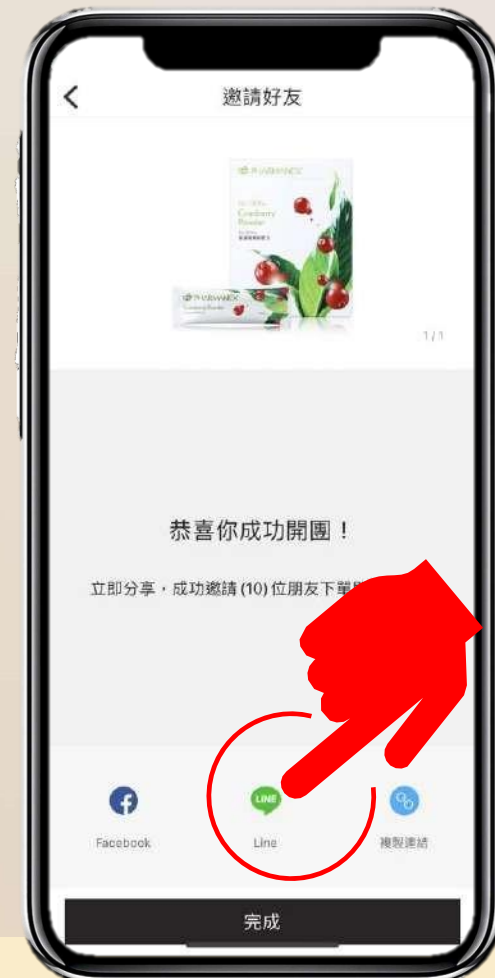 邀請好友
PHARMANEX
Cranberry
Powder
PHARMANEX
1/1
恭喜你成功開團！
立即分享，成功邀請(10)位朋友下單
LINE
Facebook
Line
複製連結
完成